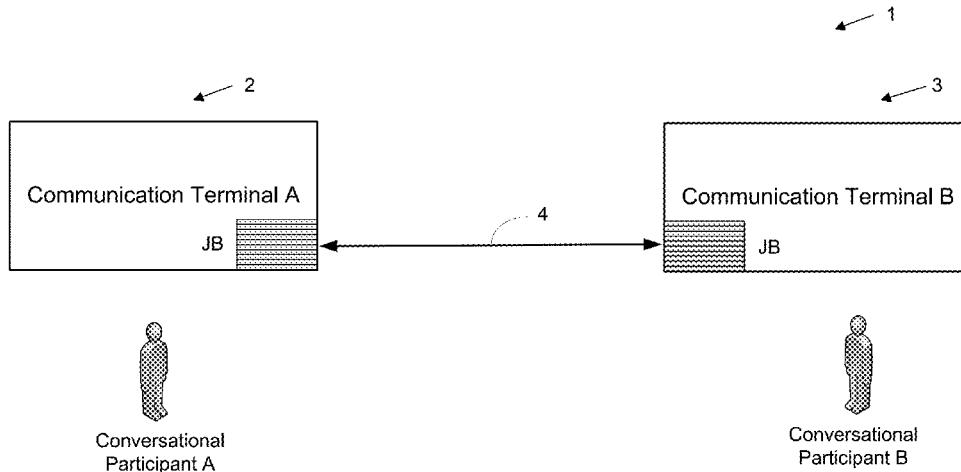 1
2
3
Communication Terminal A
Communication Terminal B
4
JB
JB
Conversational
Participant A
Conversational
Participant B